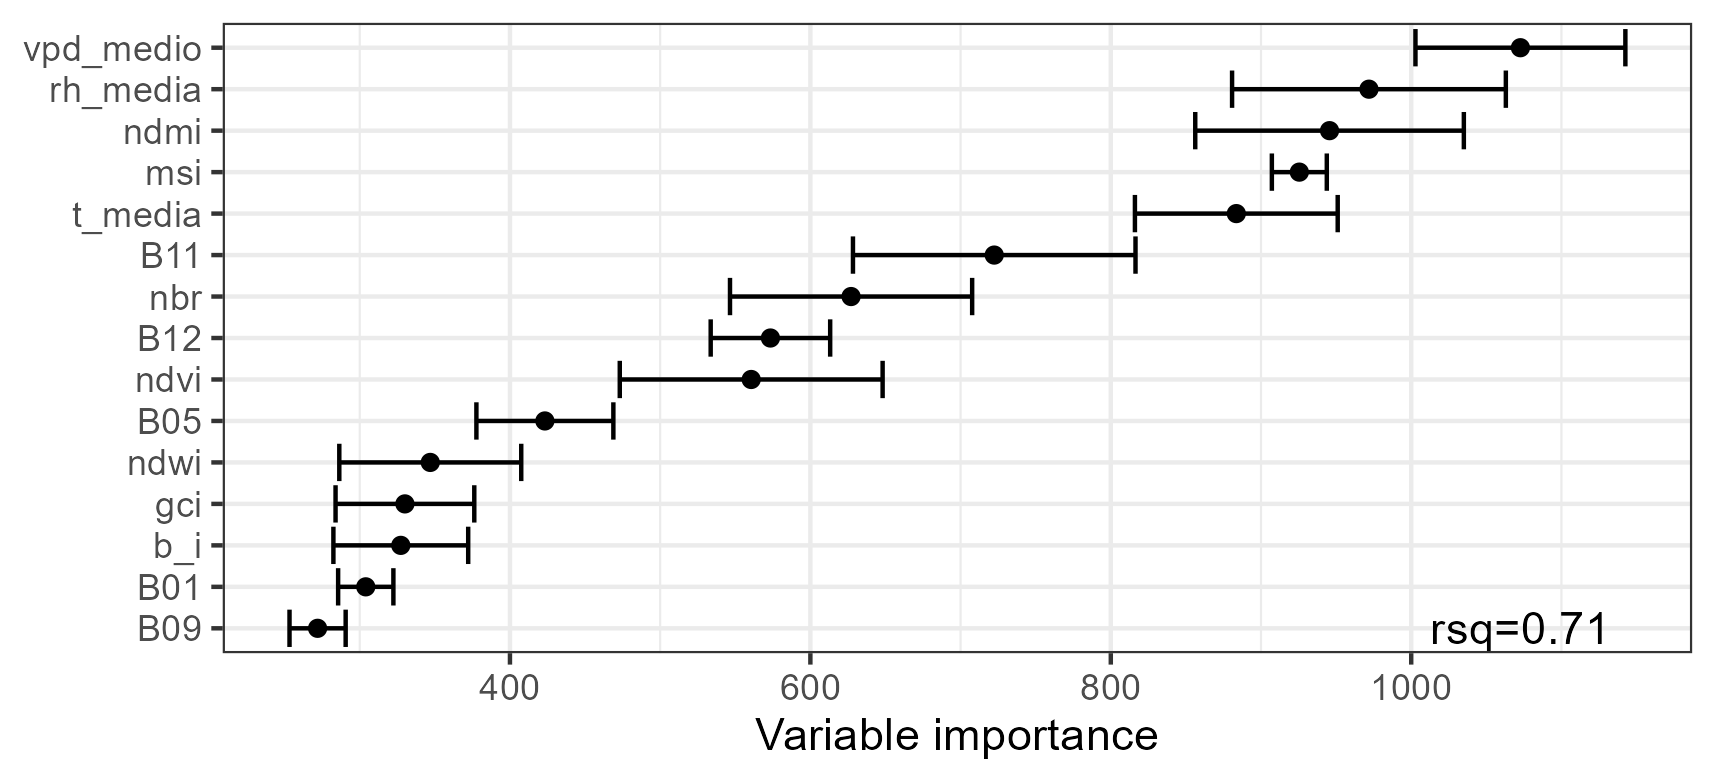 vpd_medio
rh_media
ndmi
msi
t_media
B11
nbr
B12
ndvi
B05
ndwi
gci
b_i
B01
B09
rsq=0.71
400 600 800 1000
Variable importance